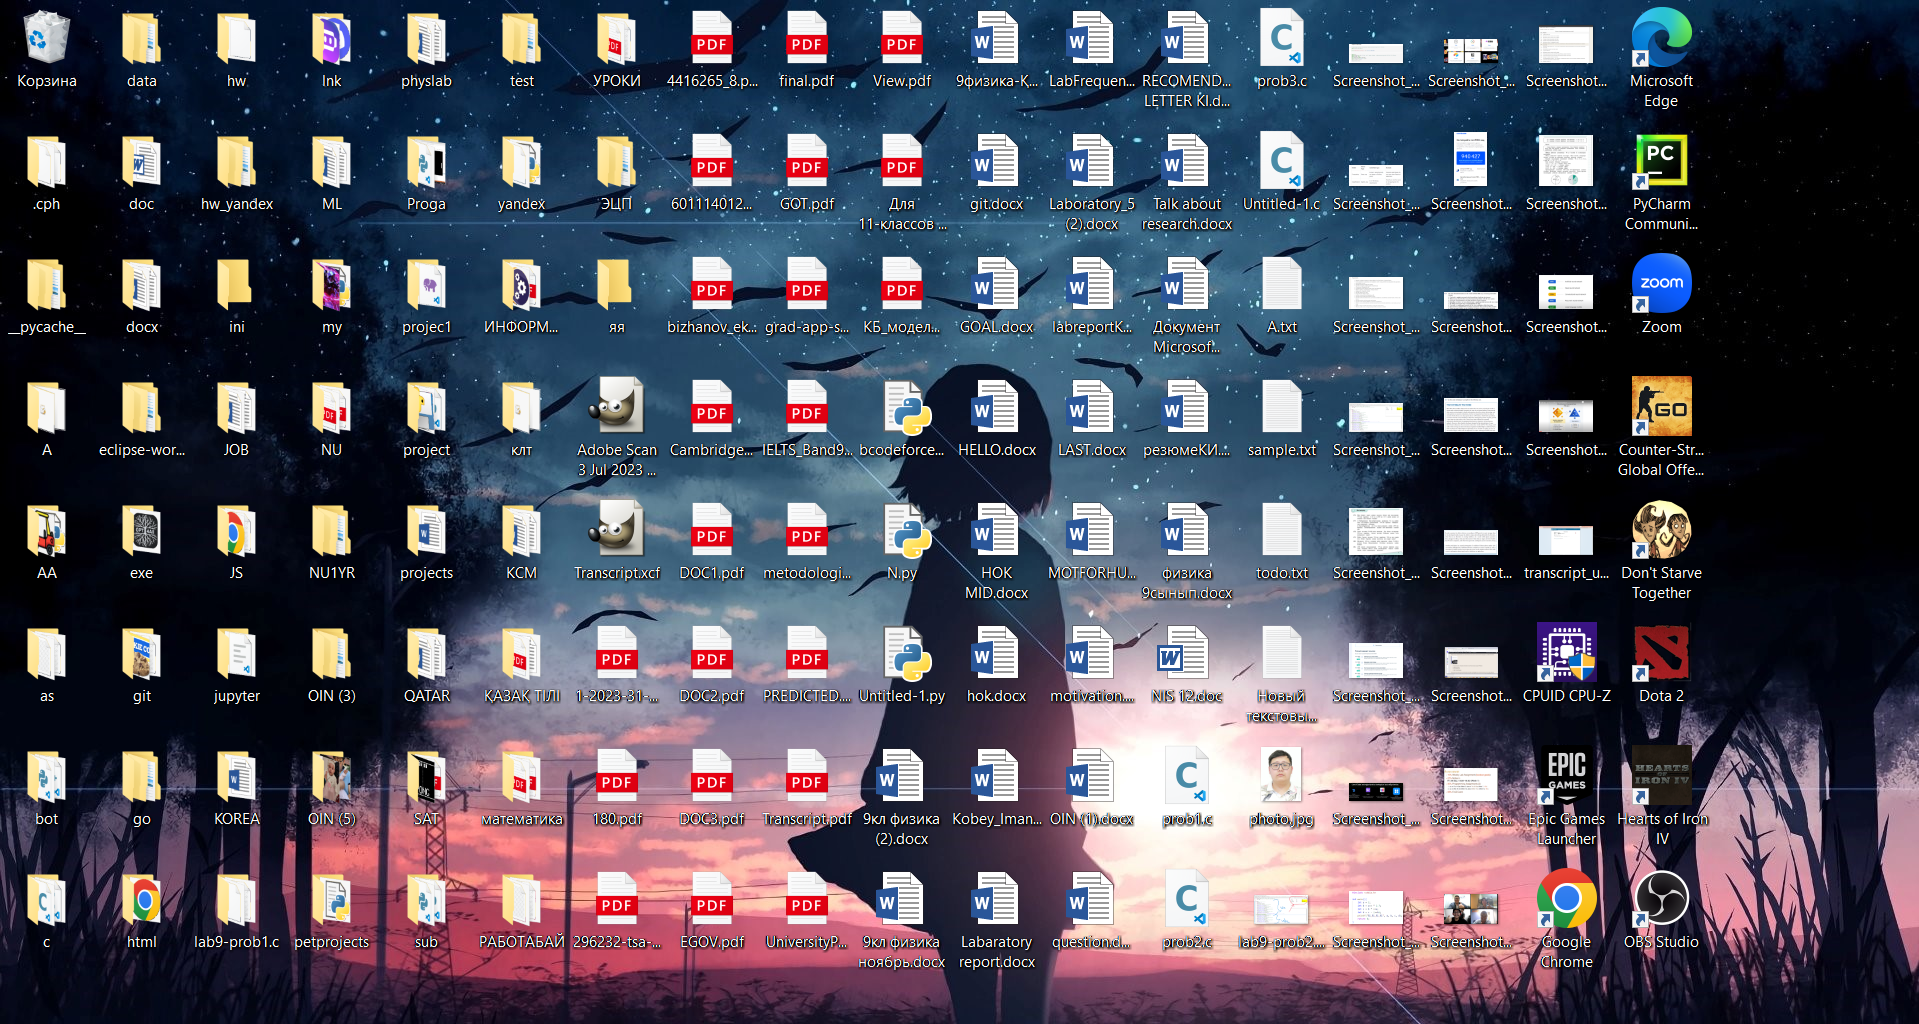 Корзина
data
hw
Ink
physlab
test
УРОКИ
4416265_8.p...
final.pdf
View.pdf
9физика-К...
LabFrequen...
RECOMEND...
LETTER KI.d...
prob3.c
Screenshot_...
Screenshot_...
Screenshot...
Microsoft
Edge
.cph
doc
hw_yandex
ML
Proga
yandex
ЭЦП
601114012...
GOT.pdf
Для
11-классов ...
git.docx
Laboratory_5
(2).docx
Talk about
research.docx
Untitled-1.c
Screenshot_...
Screenshot...
Screenshot...
PyCharm
Communi...
__pycache__
docx
ini
my
projec1
ИНФОРМ...
яя
bizhanov_ek...
grad-app-s...
КБ_модел...
GOAL.docx
labreportK...
Документ
Microsof...
A.txt
Screenshot_...
Screenshot...
Screenshot...
Zoom
A
eclipse-wor...
JOB
NU
project
клт
Adobe Scan
3 Jul 2023 ...
Cambridge...
IELTS_Band9...
bcodeforce...
HELLO.docx
LAST.docx
резюмеКИ...
sample.txt
Screenshot_...
Screenshot...
Screenshot...
Counter-Str...
Global Offe...
AA
exe
JS
NU1YR
projects
КСМ
Transcript.xcf
DOC1.pdf
metodologi...
N.py
HOK
MID.docx
MOTFORHU...
физика
9сынып.docx
todo.txt
Screenshot_...
Screenshot...
transcript_u...
Don't Starve
Together
as
git
jupyter
OIN (3)
QATAR
ҚАЗАҚ ТІЛІ
1-2023-31-...
DOC2.pdf
PREDICTED...
Untitled-1.py
hok.docx
motivation...
NIS 12.doc
Новый
текстовы...
Screenshot_...
Screenshot...
CPUID CPU-Z
Dota 2
bot
go
KOREA
OIN (5)
SAT
математика
180.pdf
DOC3.pdf
Transcript.pdf
9кл физика
(2).docx
Kobey_Iman...
OIN (1).docx
prob1.c
photo.jpg
Screenshot_...
Screenshot...
Epic Games
Launcher
Hearts of Iron
IV
c
html
lab9-prob1.c
petprojects
sub
РАБОТАБАЙ
296232-tsa-...
EGOV.pdf
UniversityP...
9кл физика
ноябрь.docx
Labaratory
report.docx
question.d...
prob2.c
lab9-prob2....
Screenshot_...
Screenshot...
Google
Chrome
OBS Studio